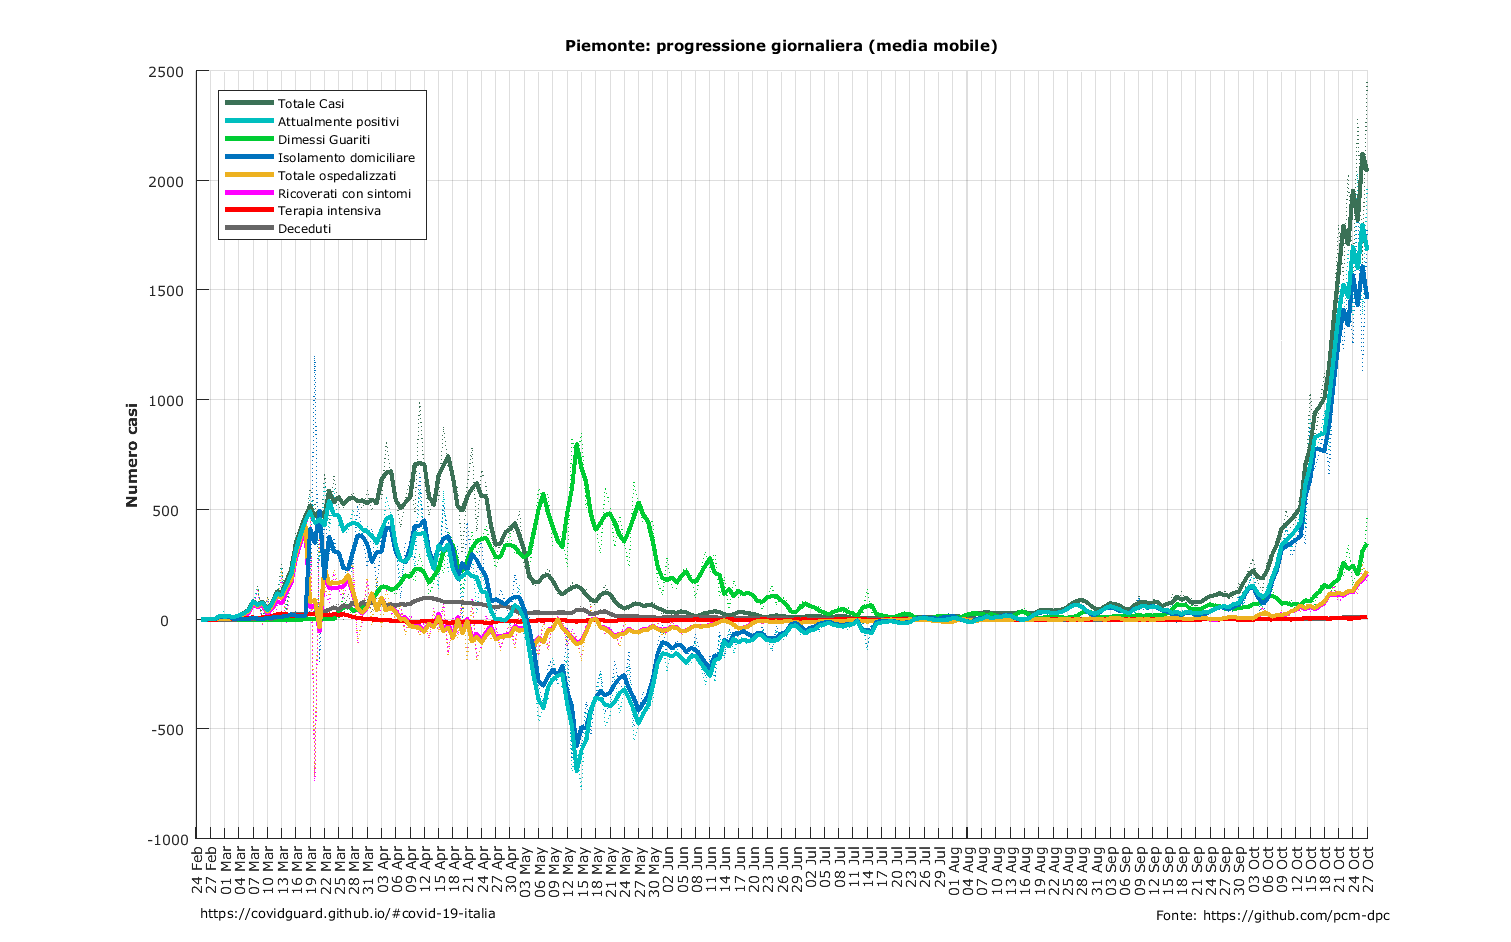 Piemonte: progressione giornaliera (media mobile)
Numero casi
2500
2000
1500
1000
500
0
-500
-1000
Totale Casi
Attualmente positivi
Dimessi Guariti
Isolamento domiciliare
Totale ospedalizzati
Ricoverati con sintomi
Terapia intensiva
Deceduti
24 Feb
27 Feb
01 Mar
04 Mar
07 Mar
10 Mar
13 Mar
16 Mar
19 Mar
22 Mar
25 Mar
28 Mar
31 Mar
03 Apr
06 Apr
09 Apr
12 Apr
15 Apr
18 Apr
21 Apr
24 Apr
27 Apr
30 Apr
03 May
06 May
09 May
12 May
15 May
18 May
21 May
24 May
27 May
30 May
02 Jun
05 Jun
08 Jun
11 Jun
14 Jun
17 Jun
20 Jun
23 Jun
26 Jun
29 Jun
02 Jul
05 Jul
08 Jul
11 Jul
14 Jul
17 Jul
20 Jul
23 Jul
26 Jul
29 Jul
01 Aug
04 Aug
07 Aug
10 Aug
13 Aug
16 Aug
19 Aug
22 Aug
25 Aug
28 Aug
31 Aug
03 Sep
06 Sep
09 Sep
12 Sep
15 Sep
18 Sep
21 Sep
24 Sep
27 Sep
30 Sep
03 Oct
06 Oct
09 Oct
12 Oct
15 Oct
18 Oct
21 Oct
24 Oct
27 Oct
https://covidguard.github.io/#covid-19-italia
Fonte: https://github.com/pcm-dpc